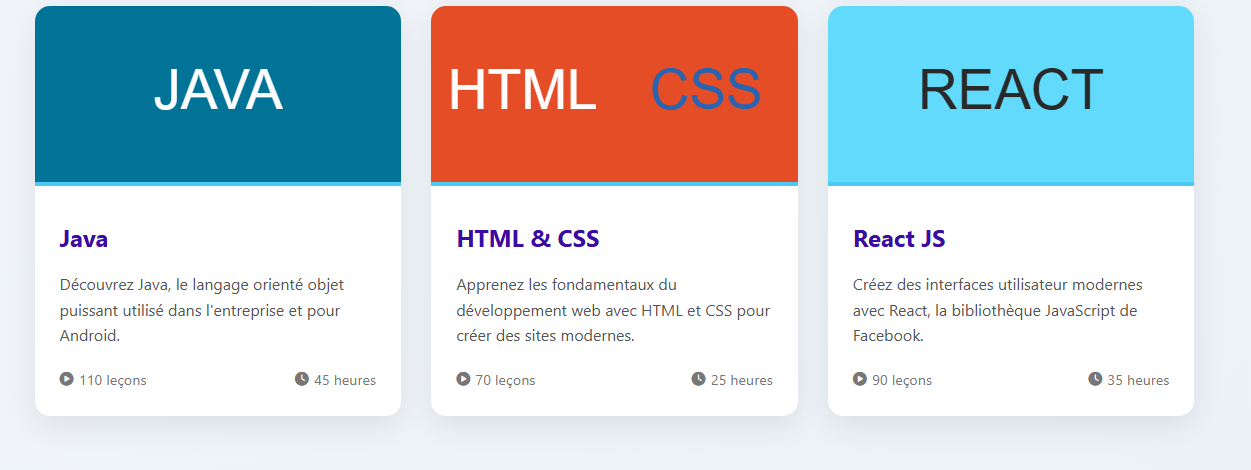 JAVA
HTML CSS
REACT
Java
Découvrez Java, le langage orienté objet
puissant utilisé dans l'entreprise et pour
Android.
110 leçons
45 heures
HTML & CSS
Apprenez les fondamentaux du
développement web avec HTML et CSS pour
créer des sites modernes.
70 leçons
25 heures
React JS
Créez des interfaces utilisateur modernes
avec React, la bibliothèque JavaScript de
Facebook.
90 leçons
35 heures